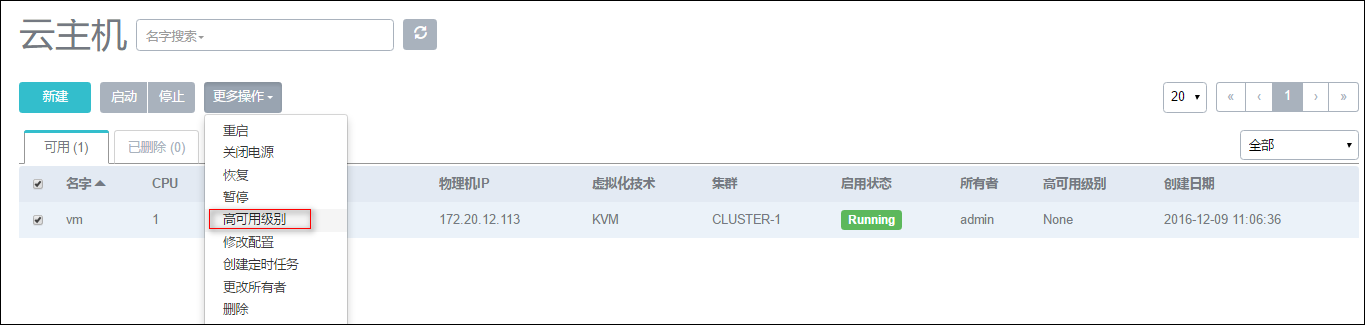 云主机 名字搜索
新建 启动 停止 更多操作 20 « ‹ 1 › »
可用 (1) 已删除 (0) 全部
名字 CPU 物理机IP 虚拟化技术 集群 启用状态 所有者 高可用级别 创建日期
vm 1 172.20.12.113 KVM CLUSTER-1 Running admin None 2016-12-09 11:06:36
重启
关闭电源
恢复
暂停
高可用级别
修改配置
创建定时任务
更改所有者
删除